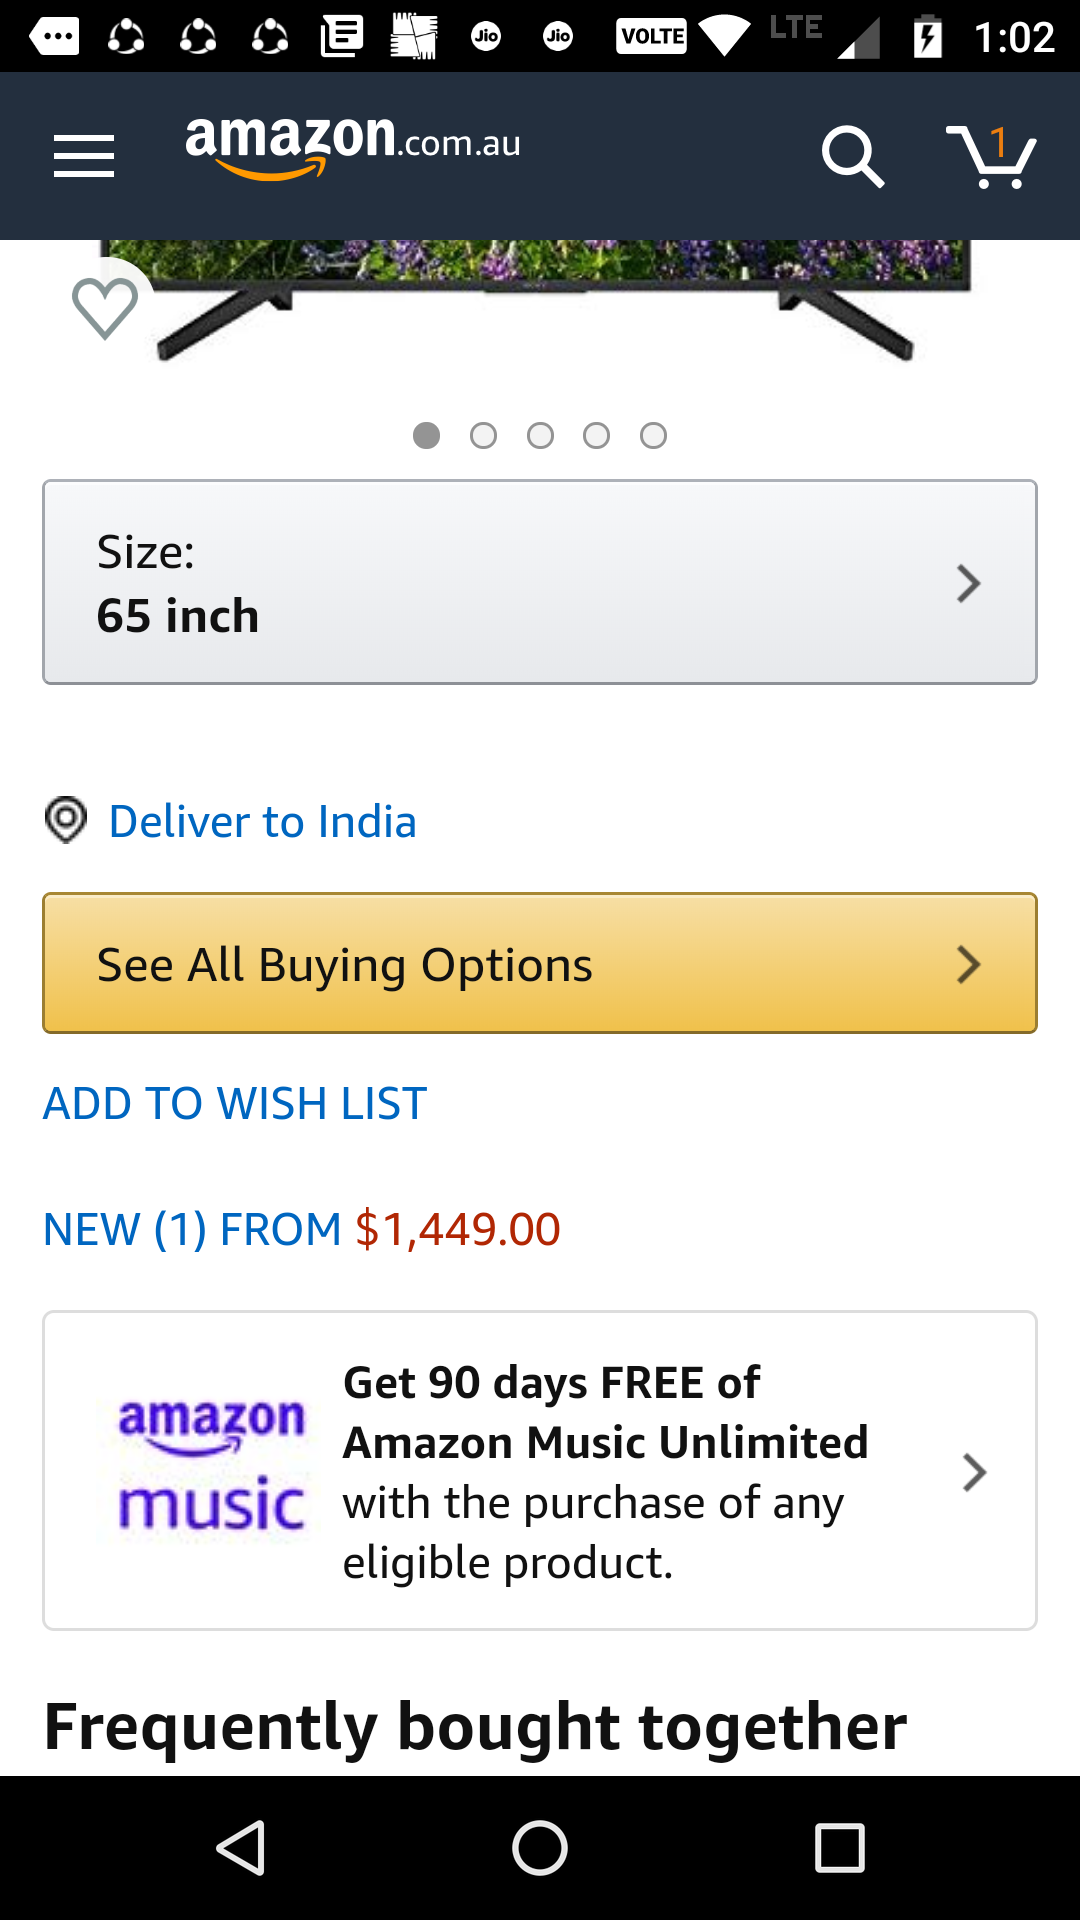 Jio Jio VOLTE LTE 1:02
amazon.com.au 1
Size:
65 inch
Deliver to India
See All Buying Options
ADD TO WISH LIST
NEW (1) FROM $1,449.00
amazon
music
Get 90 days FREE of
Amazon Music Unlimited
with the purchase of any
eligible product.
Frequently bought together